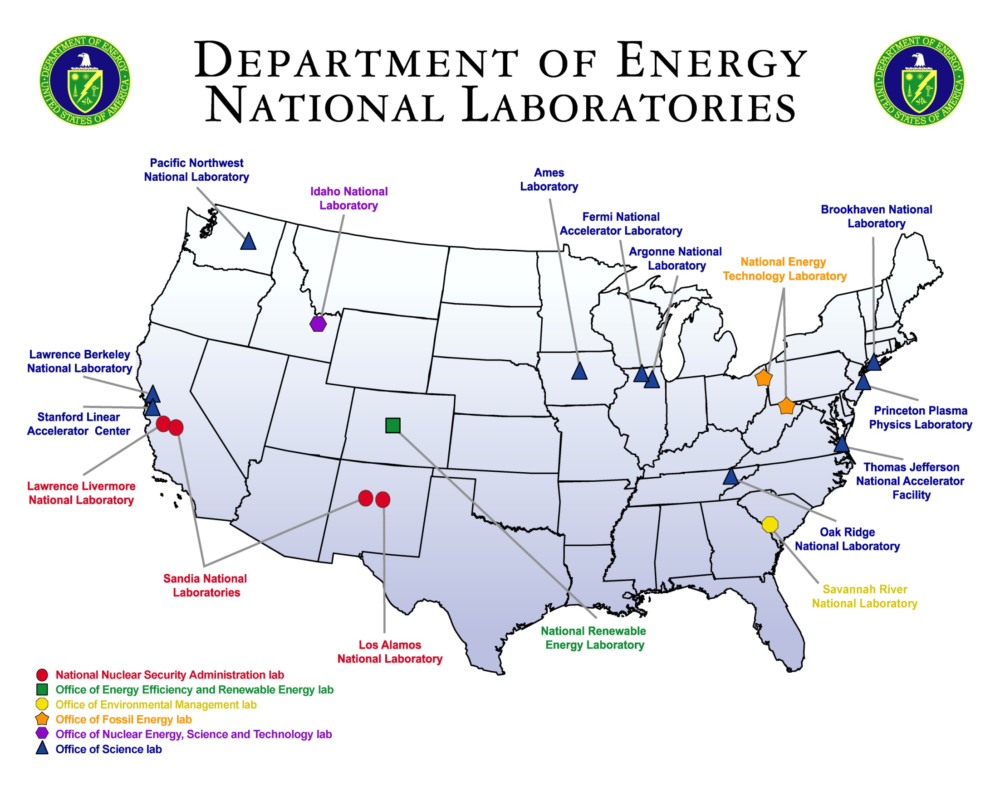 DEPARTMENT OF ENERGY
NATIONAL LABORATORIES
DEPARTMENT OF ENERGY
UNITED STATES OF AMERICA
DEPARTMENT OF ENERGY
UNITED STATES OF AMERICA
Pacific Northwest
National Laboratory
Idaho National
Laboratory
Ames
Laboratory
Fermi National
Accelerator Laboratory
Argonne National
Laboratory
National Energy
Technology Laboratory
Brookhaven National
Laboratory
Lawrence Berkeley
National Laboratory
Stanford Linear
Accelerator Center
Lawrence Livermore
National Laboratory
Sandia National
Laboratories
Los Alamos
National Laboratory
National Renewable
Energy Laboratory
Princeton Plasma
Physics Laboratory
Thomas Jefferson
National Accelerator
Facility
Oak Ridge
National Laboratory
Savannah River
National Laboratory
National Nuclear Security Administration lab
Office of Energy Efficiency and Renewable Energy lab
Office of Environmental Management lab
Office of Fossil Energy lab
Office of Nuclear Energy, Science and Technology lab
Office of Science lab